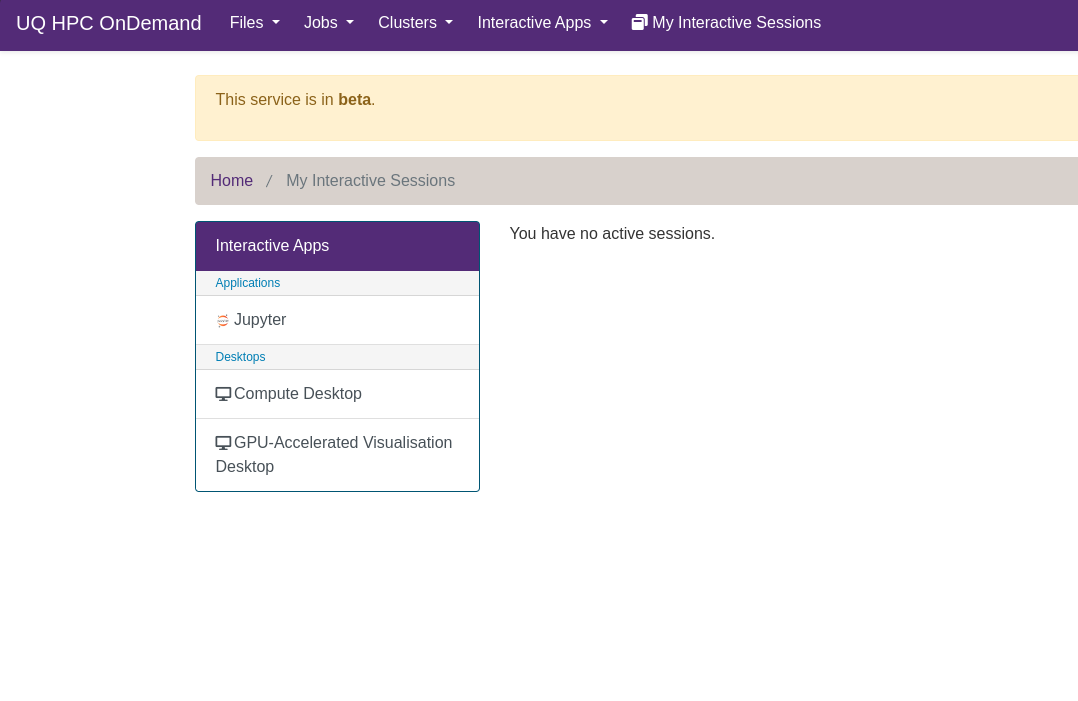 UQ HPC OnDemand Files Jobs Clusters Interactive Apps My Interactive Sessions
This service is in beta.
Home / My Interactive Sessions
Interactive Apps
You have no active sessions.
Applications
Jupyter
Desktops
Compute Desktop
GPU-Accelerated Visualisation
Desktop